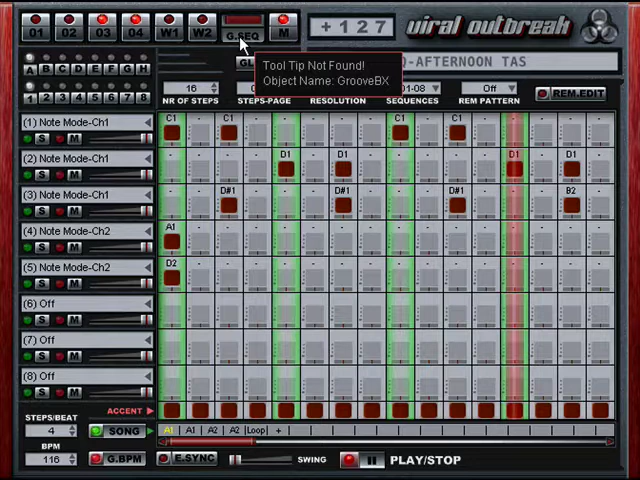 01 02 03 04 W1 W2 G.SEQ M
+127
viral outbreak
A B C D E F G H
1 2 3 4 5 6 7 8
GL
Tool Tip Not Found!
Object Name: GrooveBX
-AFTERNOON TAS
16 01-08 Off
NR OF STEPS STEPS-PAGE RESOLUTION SEQUENCES REM PATTERN REM.EDIT
(1) Note Mode-Ch1
S M
C1 - C1 - - - - - C1 - C1 - - - - -
(2) Note Mode-Ch1
S M
- - - - D1 - D1 - - - - - D1 - D1 -
(3) Note Mode-Ch1
S M
- - D#1 - - - D#1 - - - D#1 - - - B2 -
(4) Note Mode-Ch2
S M
A1 - - - - - - - - - - - - - - -
(5) Note Mode-Ch2
S M
D2 - - - - - - - - - - - - - - -
(6) Off
S M
(7) Off
S M
(8) Off
S M
ACCENT
STEPS/BEAT
4
SONG
A1 A1 A2 A2 Loop +
BPM
116
G.BPM
E.SYNC
SWING
PLAY/STOP